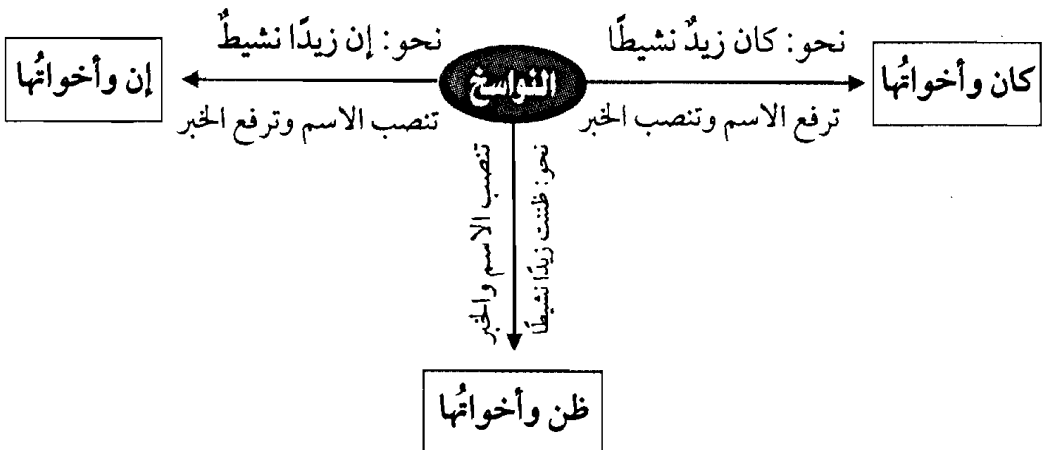 النواسخ
نحو: كان زيدٌ نشيطًا
ترفع الاسم وتنصب الخبر
كان وأخواتُها
نحو: إن زيدًا نشيطٌ
تنصب الاسم وترفع الخبر
إن وأخواتُها
نحو: ظننت زيدًا نشيطًا
تنصب الاسم والخبر
ظن وأخواتُها